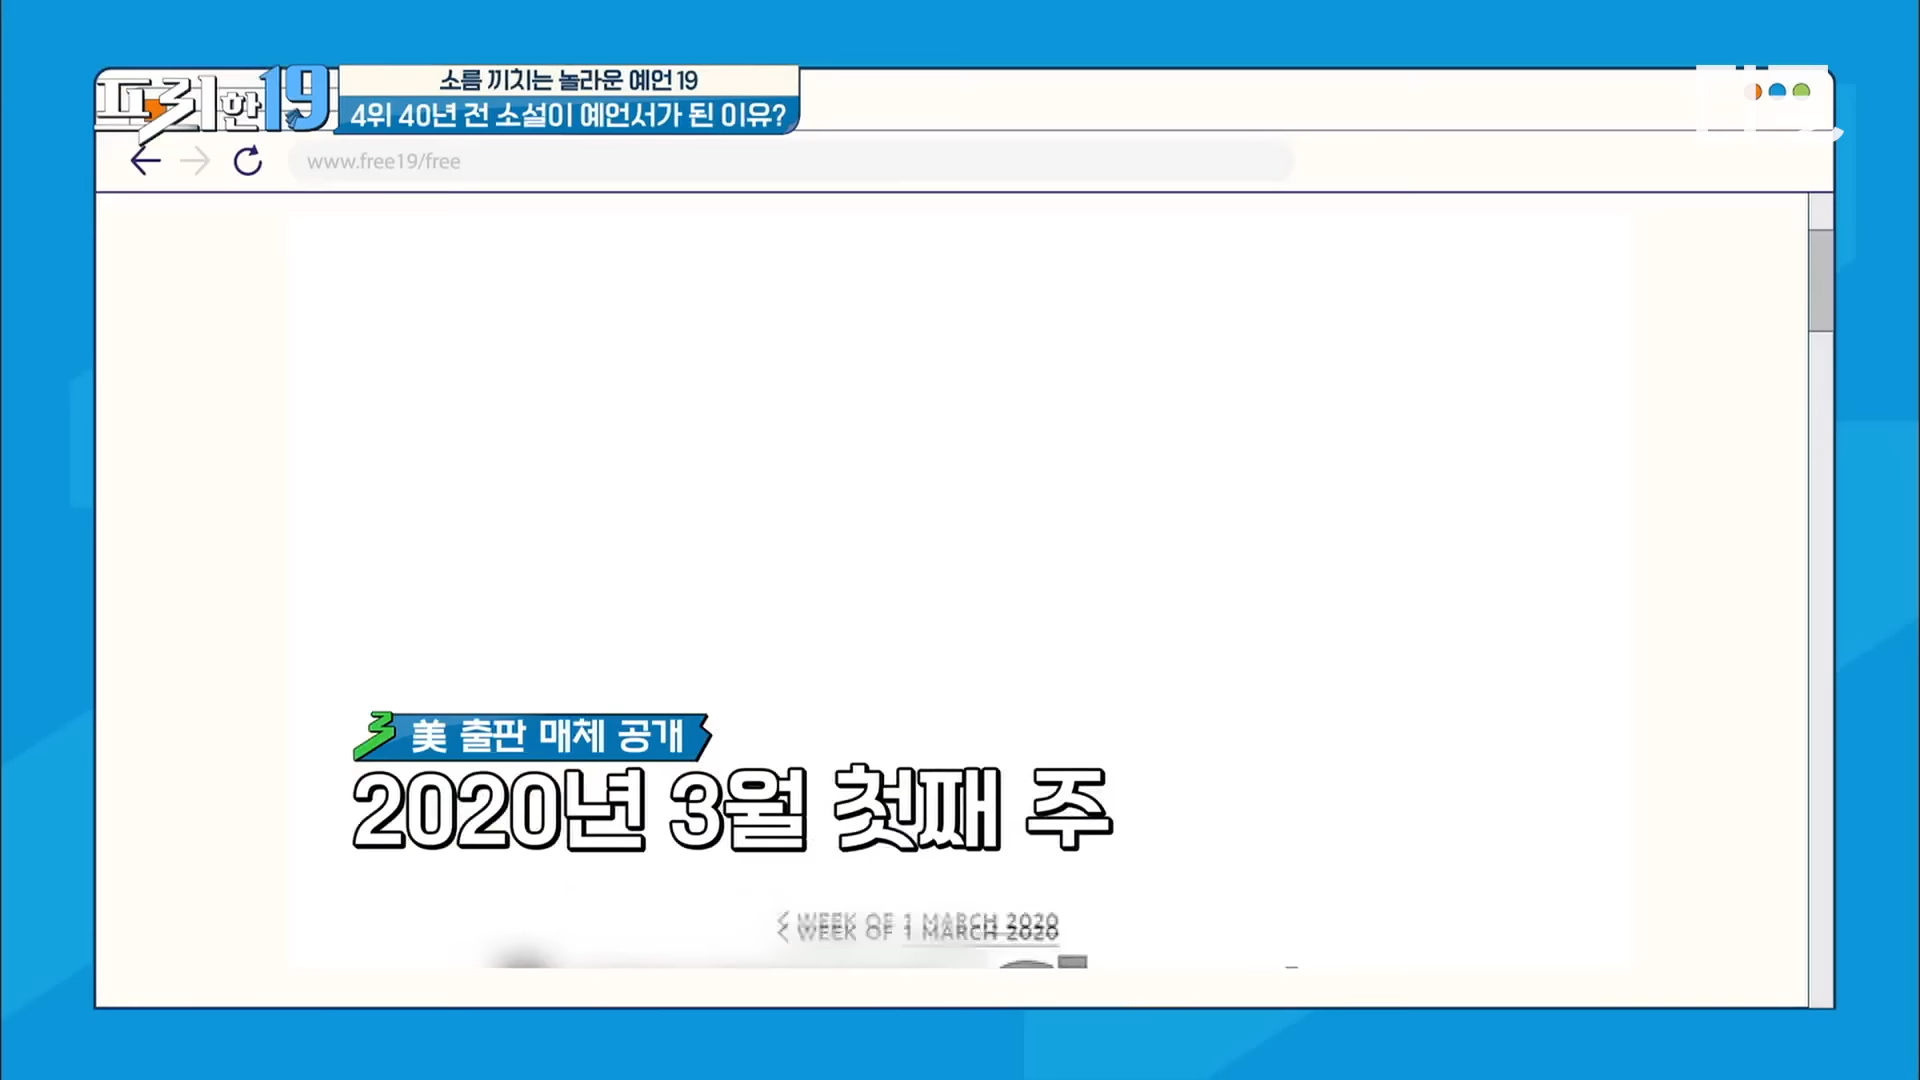 프리한19
소름 끼치는 놀라운 예언 19
4위 40년 전 소설이 예언서가 된 이유?
www.free19/free
美 출판 매체 공개
2020년 3월 첫째 주
< WEEK OF 1 MARCH 2020